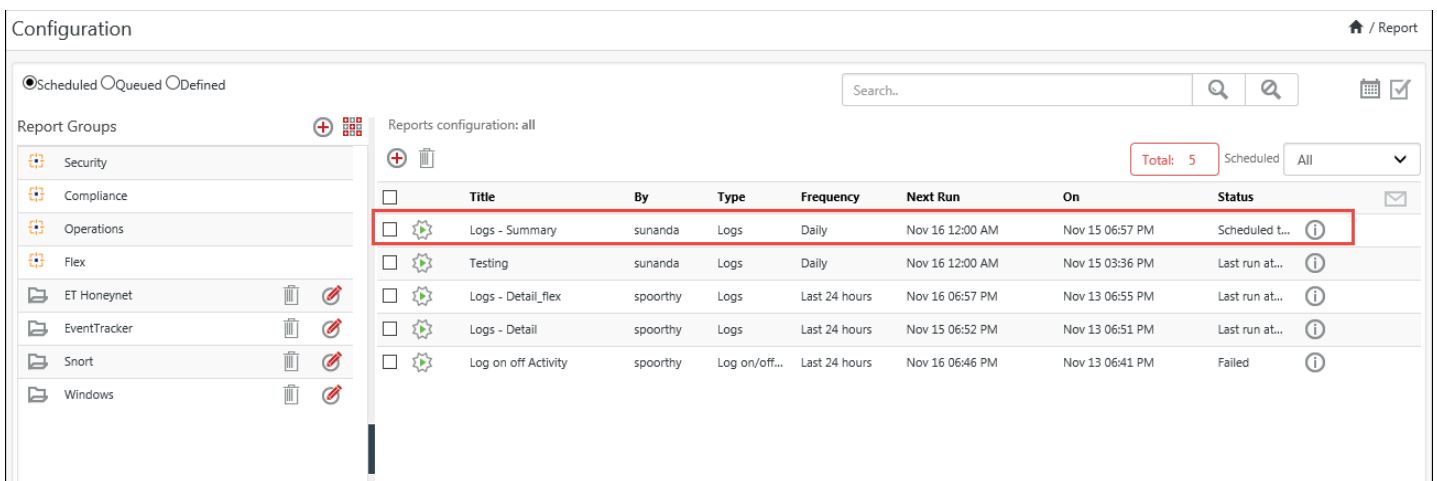 Configuration
/ Report
Scheduled Queued Defined
Search..
Report Groups
Reports configuration: all
Total: 5 Scheduled All
Security
Compliance
Operations
Flex
ET Honeynet
EventTracker
Snort
Windows
Title By Type Frequency Next Run On Status
Logs - Summary sunanda Logs Daily Nov 16 12:00 AM Nov 15 06:57 PM Scheduled t...
Testing sunanda Logs Daily Nov 16 12:00 AM Nov 15 03:36 PM Last run at...
Logs - Detail_flex spoorthy Logs Last 24 hours Nov 16 06:57 PM Nov 13 06:55 PM Last run at...
Logs - Detail spoorthy Logs Last 24 hours Nov 15 06:52 PM Nov 13 06:51 PM Last run at...
Log on off Activity spoorthy Log on/off... Last 24 hours Nov 16 06:46 PM Nov 13 06:41 PM Failed